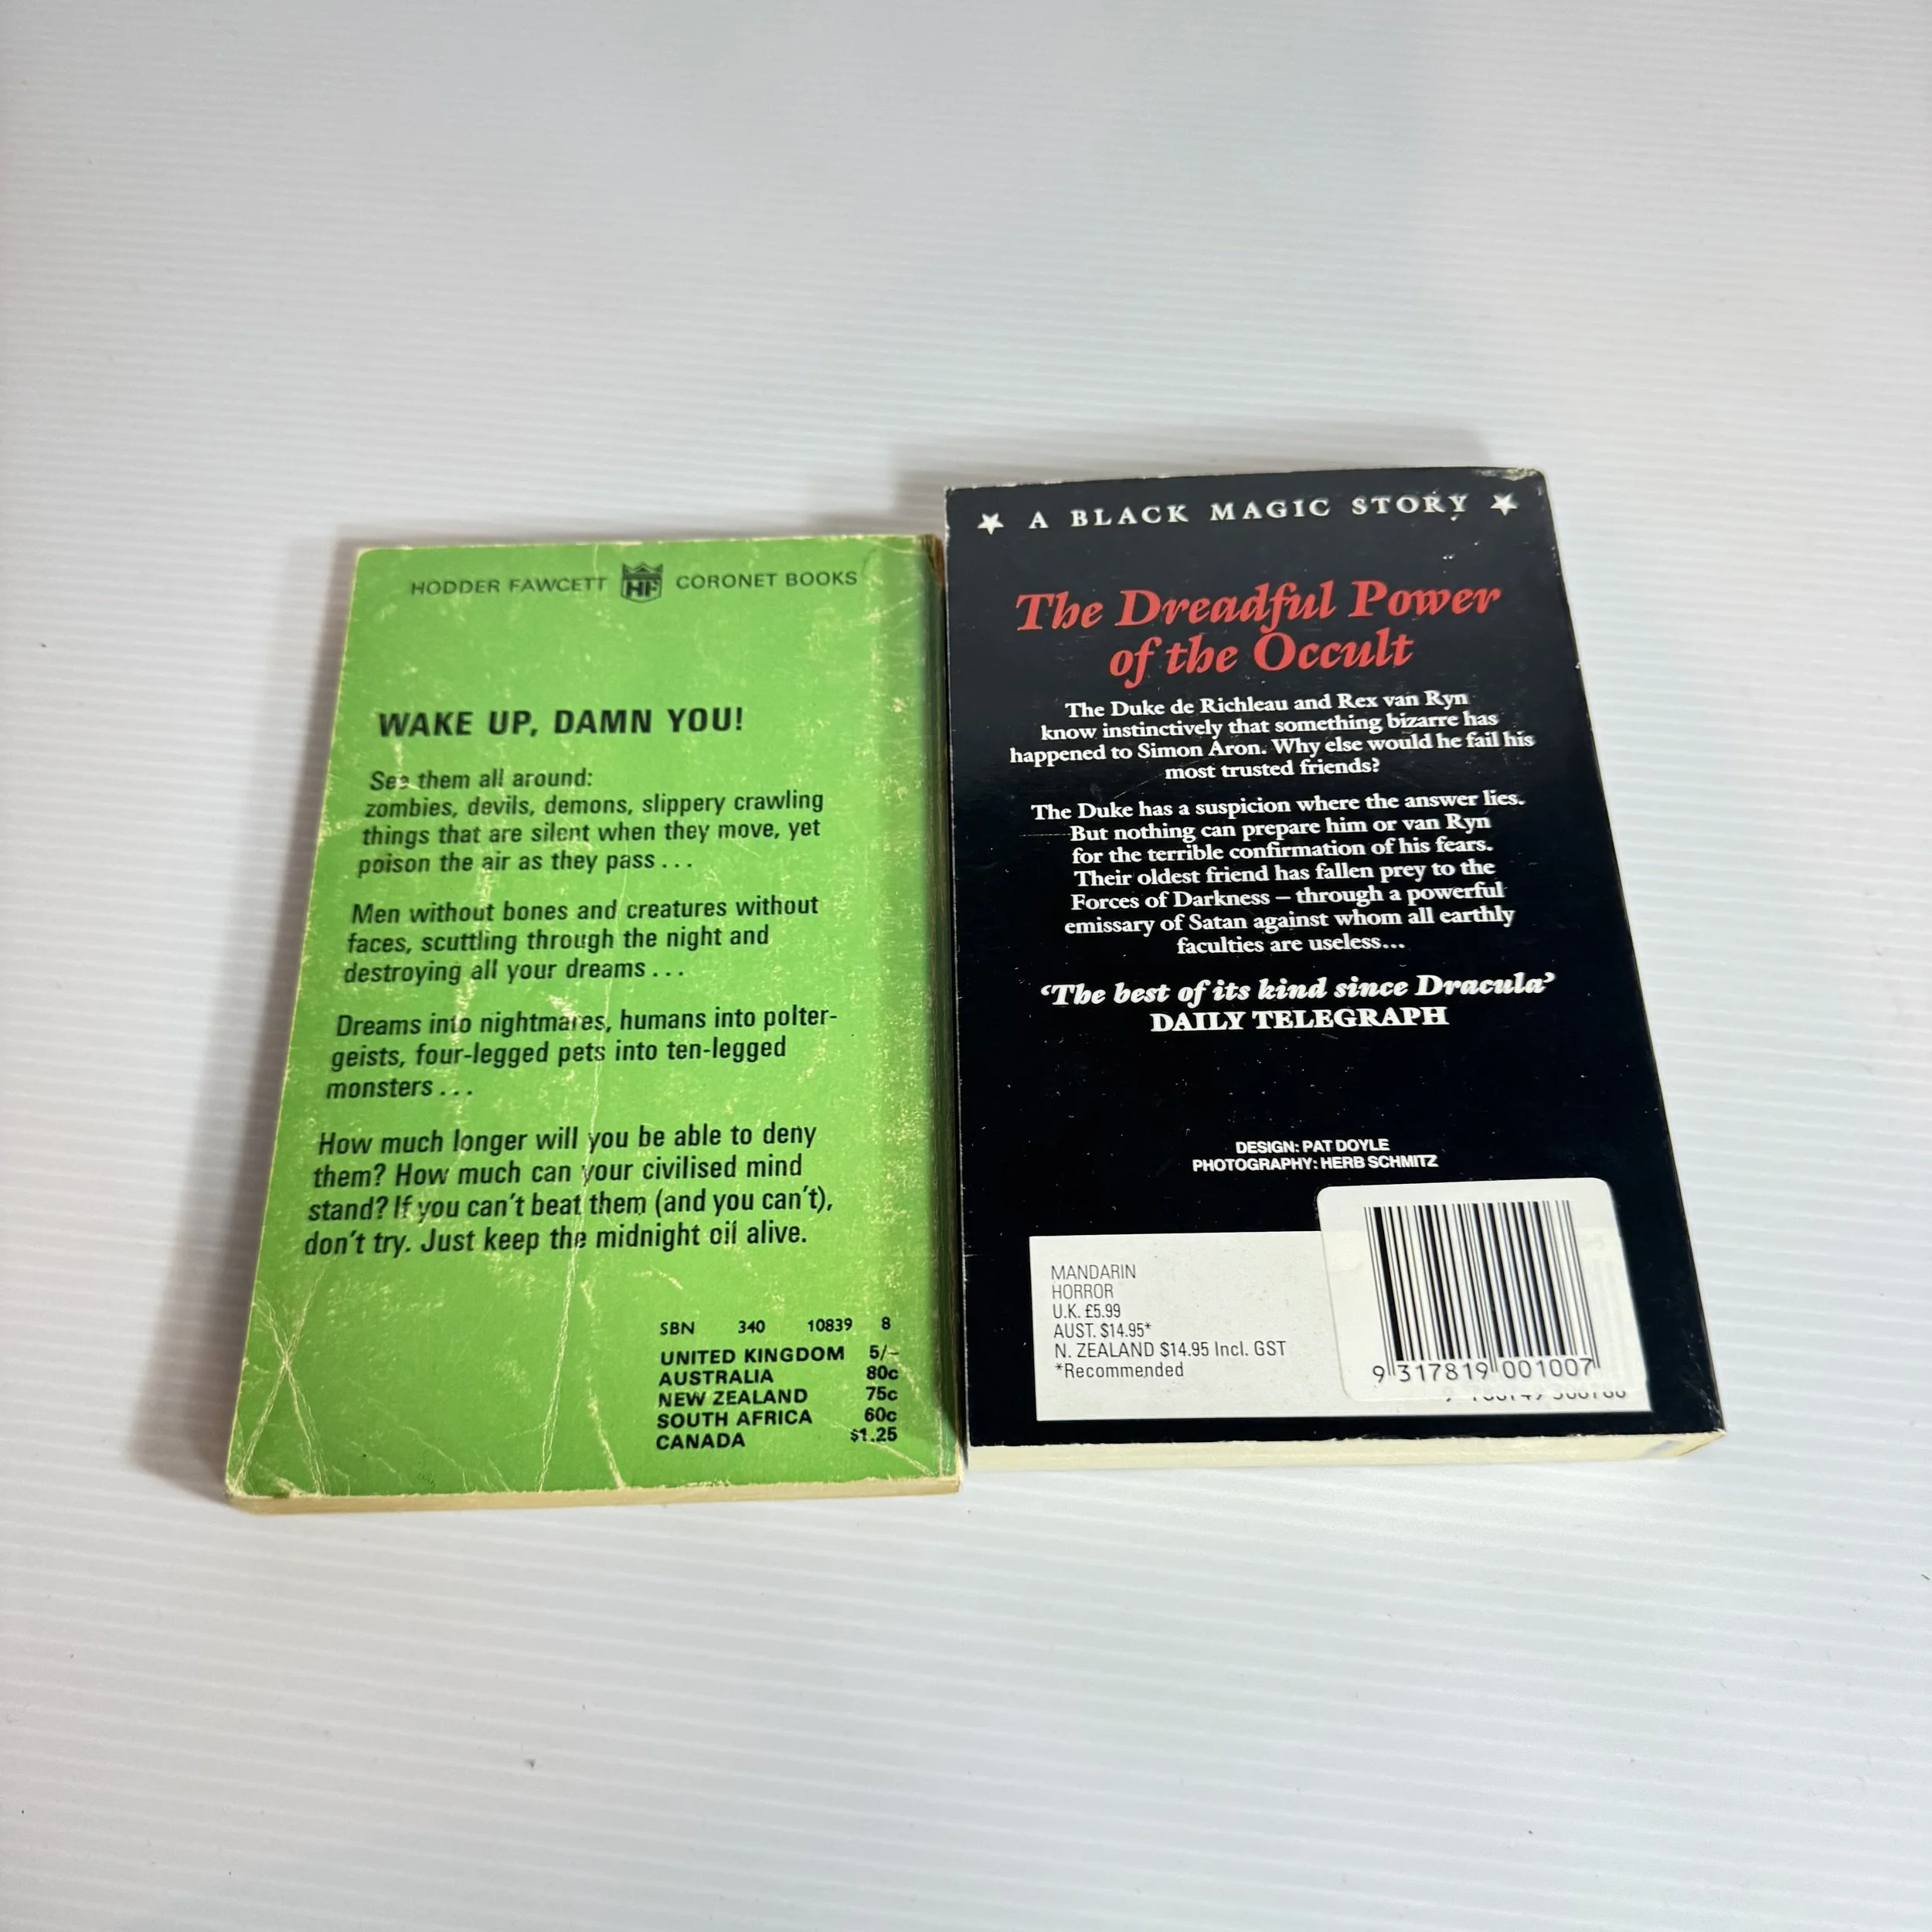 HODDER FAWCETT HF CORONET BOOKS
WAKE UP, DAMN YOU!
See them all around:
zombies, devils, demons, slippery crawling
things that are silent when they move, yet
poison the air as they pass . . .
Men without bones and creatures without
faces, scuttling through the night and
destroying all your dreams . . .
Dreams into nightmares, humans into polter-
geists, four-legged pets into ten-legged
monsters . . .
How much longer will you be able to deny
them? How much can your civilised mind
stand? If you can't beat them (and you can't),
don't try. Just keep the midnight oil alive.
SBN 340 10839 8
UNITED KINGDOM 5/-
AUSTRALIA 80c
NEW ZEALAND 75c
SOUTH AFRICA 60c
CANADA $1.25
A BLACK MAGIC STORY
The Dreadful Power
of the Occult
The Duke de Richleau and Rex van Ryn
know instinctively that something bizarre has
happened to Simon Aron. Why else would he fail his
most trusted friends?
The Duke has a suspicion where the answer lies.
But nothing can prepare him or van Ryn
for the terrible confirmation of his fears.
Their oldest friend has fallen prey to the
Forces of Darkness – through a powerful
emissary of Satan against whom all earthly
faculties are useless...
‘The best of its kind since Dracula’
DAILY TELEGRAPH
DESIGN: PAT DOYLE
PHOTOGRAPHY: HERB SCHMITZ
MANDARIN
HORROR
U.K. £5.99
AUST. $14.95*
N. ZEALAND $14.95 Incl. GST
*Recommended
9 317819 001007